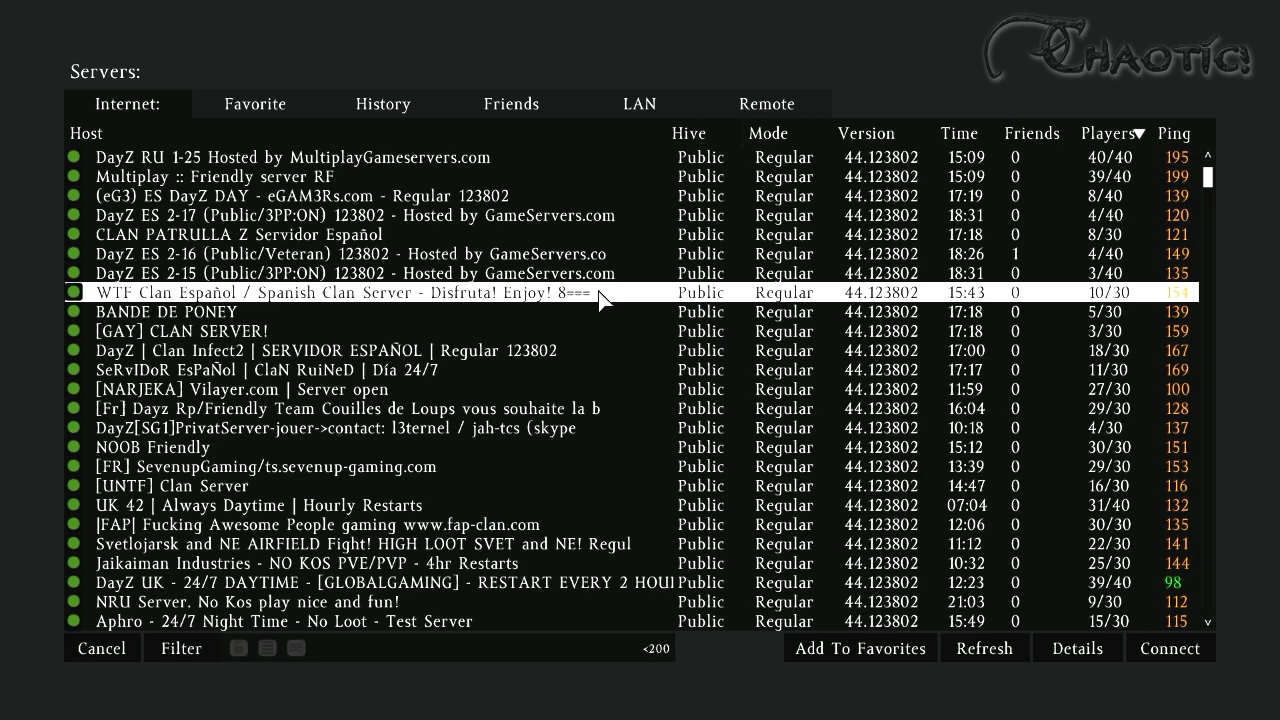 CHAOTIC!
Servers:
Internet: Favorite History Friends LAN Remote
Host Hive Mode Version Time Friends Players Ping
DayZ RU 1-25 Hosted by MultiplayGameservers.com Public Regular 44.123802 15:09 0 40/40 195
Multiplay :: Friendly server RF Public Regular 44.123802 15:09 0 39/40 199
(eG3) ES DayZ DAY - eGAM3Rs.com - Regular 123802 Public Regular 44.123802 17:19 0 8/40 139
DayZ ES 2-17 (Public/3PP:ON) 123802 - Hosted by GameServers.com Public Regular 44.123802 18:31 0 4/40 120
CLAN PATRULLA Z Servidor Español Public Regular 44.123802 17:18 0 8/30 121
DayZ ES 2-16 (Public/Veteran) 123802 - Hosted by GameServers.co Public Regular 44.123802 18:26 1 4/40 149
DayZ ES 2-15 (Public/3PP:ON) 123802 - Hosted by GameServers.com Public Regular 44.123802 18:31 0 3/40 135
WTF Clan Español / Spanish Clan Server - Disfruta! Enjoy! 8=== Public Regular 44.123802 15:43 0 10/30 154
BANDE DE PONEY Public Regular 44.123802 17:18 0 5/30 139
[GAY] CLAN SERVER! Public Regular 44.123802 17:18 0 3/30 159
DayZ | Clan Infect2 | SERVIDOR ESPAÑOL | Regular 123802 Public Regular 44.123802 17:00 0 18/30 167
SeRvIDoR EsPaÑol | ClaN RuiNeD | Día 24/7 Public Regular 44.123802 17:17 0 11/30 169
[NARJEKA] Vilayer.com | Server open Public Regular 44.123802 11:59 0 27/30 100
[Fr] Dayz Rp/Friendly Team Couilles de Loups vous souhaite la b Public Regular 44.123802 16:04 0 29/30 128
DayZ[SG1]PrivatServer-jouer->contact: l3ternel / jah-tcs (skype Public Regular 44.123802 10:18 0 4/30 137
NOOB Friendly Public Regular 44.123802 15:12 0 30/30 151
[FR] SevenupGaming/ts.sevenup-gaming.com Public Regular 44.123802 13:39 0 29/30 153
[UNTF] Clan Server Public Regular 44.123802 14:47 0 16/30 116
UK 42 | Always Daytime | Hourly Restarts Public Regular 44.123802 07:04 0 31/40 132
|FAP| Fucking Awesome People gaming www.fap-clan.com Public Regular 44.123802 12:06 0 30/30 135
Svetlojarsk and NE AIRFIELD Fight! HIGH LOOT SVET and NE! Regul Public Regular 44.123802 11:12 0 22/30 141
Jaikaiman Industries - NO KOS PVE/PVP - 4hr Restarts Public Regular 44.123802 10:32 0 25/30 144
DayZ UK - 24/7 DAYTIME - [GLOBALGAMING] - RESTART EVERY 2 HOUI Public Regular 44.123802 12:23 0 39/40 98
NRU Server. No Kos play nice and fun! Public Regular 44.123802 21:03 0 9/30 112
Aphro - 24/7 Night Time - No Loot - Test Server Public Regular 44.123802 15:49 0 15/30 115
Cancel Filter <200 Add To Favorites Refresh Details Connect